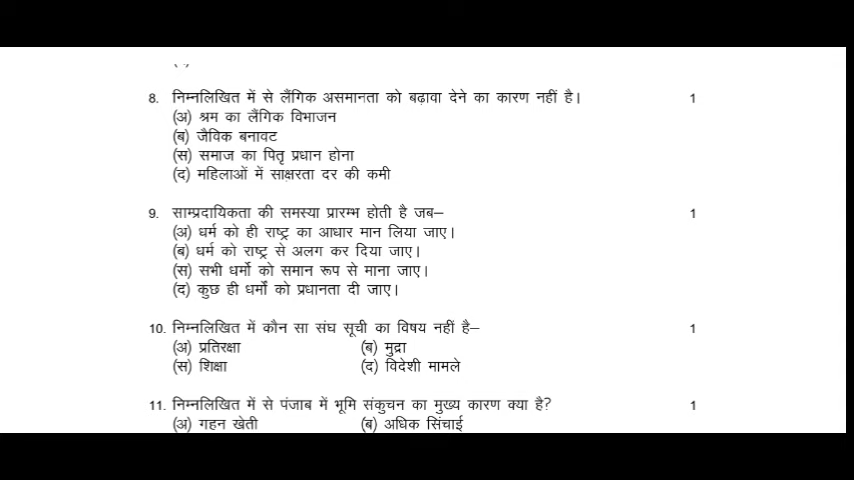 8. निम्नलिखित में से लैंगिक असमानता को बढ़ावा देने का कारण नहीं है। 1
(अ) श्रम का लैंगिक विभाजन
(ब) जैविक बनावट
(स) समाज का पितृ प्रधान होना
(द) महिलाओं में साक्षरता दर की कमी
9. साम्प्रदायिकता की समस्या प्रारम्भ होती है जब– 1
(अ) धर्म को ही राष्ट्र का आधार मान लिया जाए।
(ब) धर्म को राष्ट्र से अलग कर दिया जाए।
(स) सभी धर्मो को समान रूप से माना जाए।
(द) कुछ ही धर्मों को प्रधानता दी जाए।
10. निम्नलिखित में कौन सा संघ सूची का विषय नहीं है– 1
(अ) प्रतिरक्षा (ब) मुद्रा
(स) शिक्षा (द) विदेशी मामले
11. निम्नलिखित में से पंजाब में भूमि संकुचन का मुख्य कारण क्या है? 1
(अ) गहन खेती (ब) अधिक सिंचाई